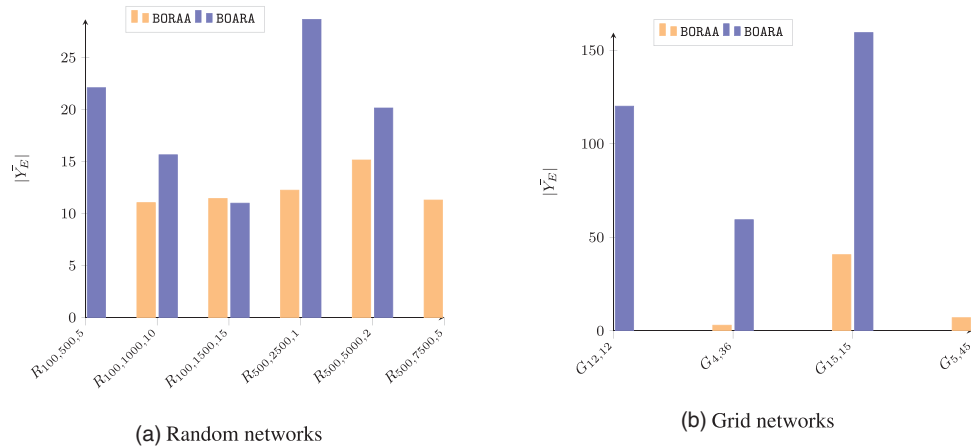 BORAA BOARA
25
20
15
10
5
0
|Y̅_E|
R100,500,5
R100,1000,10
R100,1500,15
R500,2500,1
R500,5000,2
R500,7500,5
(a) Random networks
BORAA BOARA
150
100
50
0
|Y̅_E|
G12,12
G4,36
G15,15
G5,45
(b) Grid networks